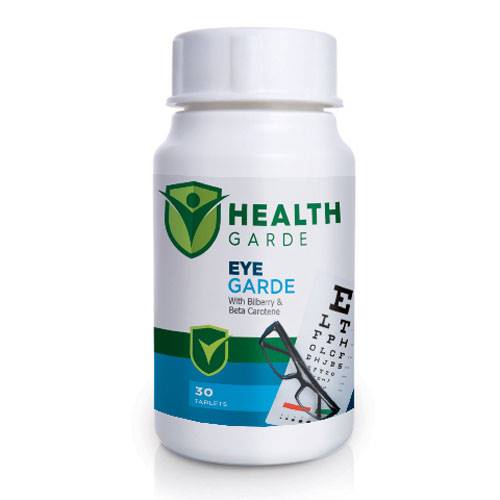 HEALTH
GARDE
EYE
GARDE
With Bilberry &
Beta Carotene
E
T H
L F
P O F
L C B
D H J B S
30
TABLETS